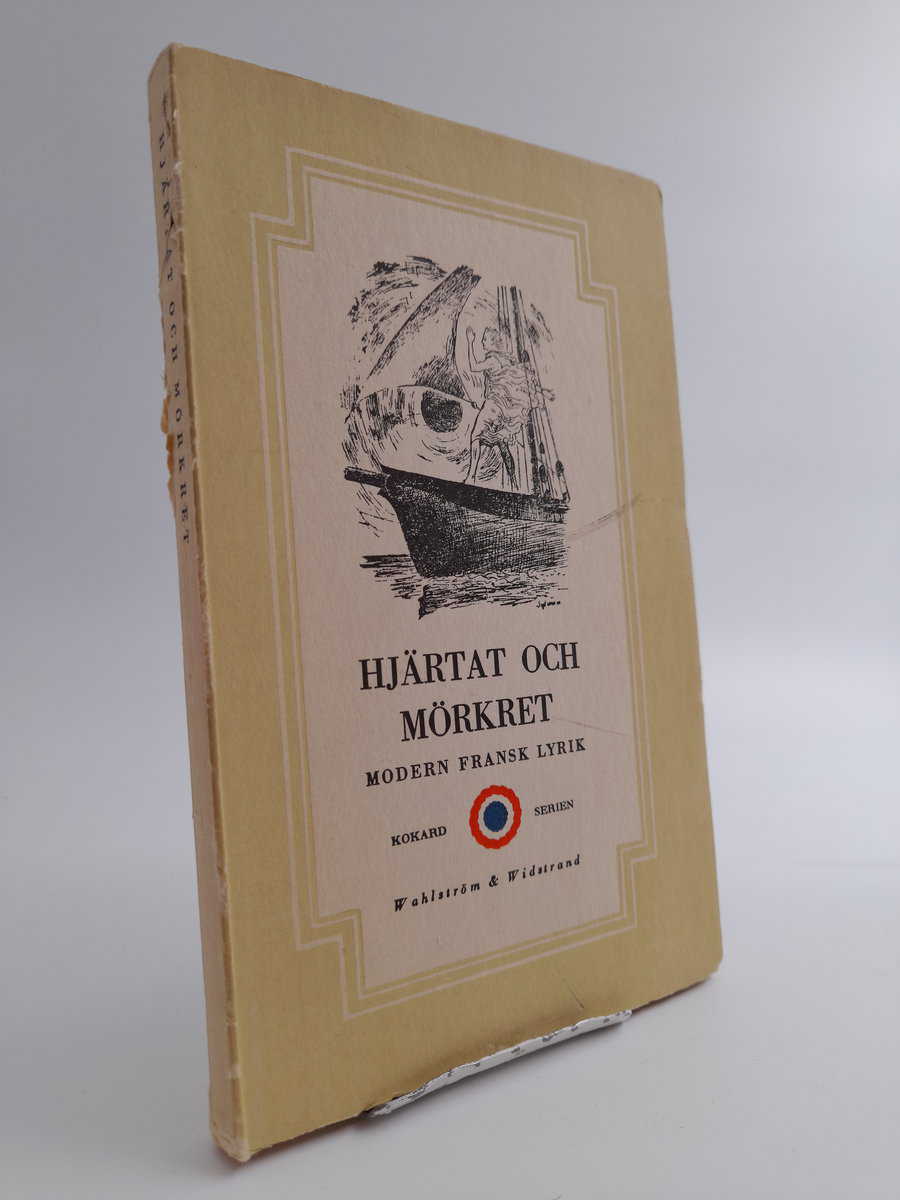 HJÄRTAT OCH MÖRKRET
HJÄRTAT OCH
MÖRKRET
MODERN FRANSK LYRIK
KOKARD SERIEN
Wahlström & Widstrand